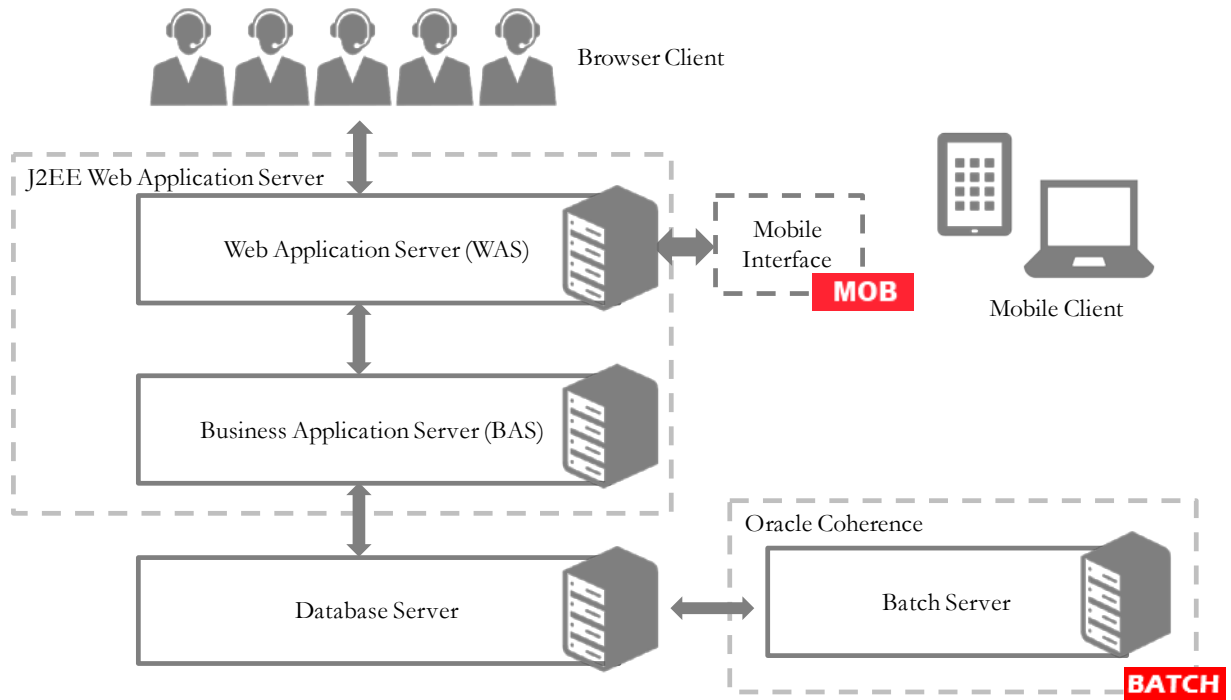 Browser Client
J2EE Web Application Server
Web Application Server (WAS)
Mobile
Interface
MOB
Mobile Client
Business Application Server (BAS)
Oracle Coherence
Database Server
Batch Server
BATCH